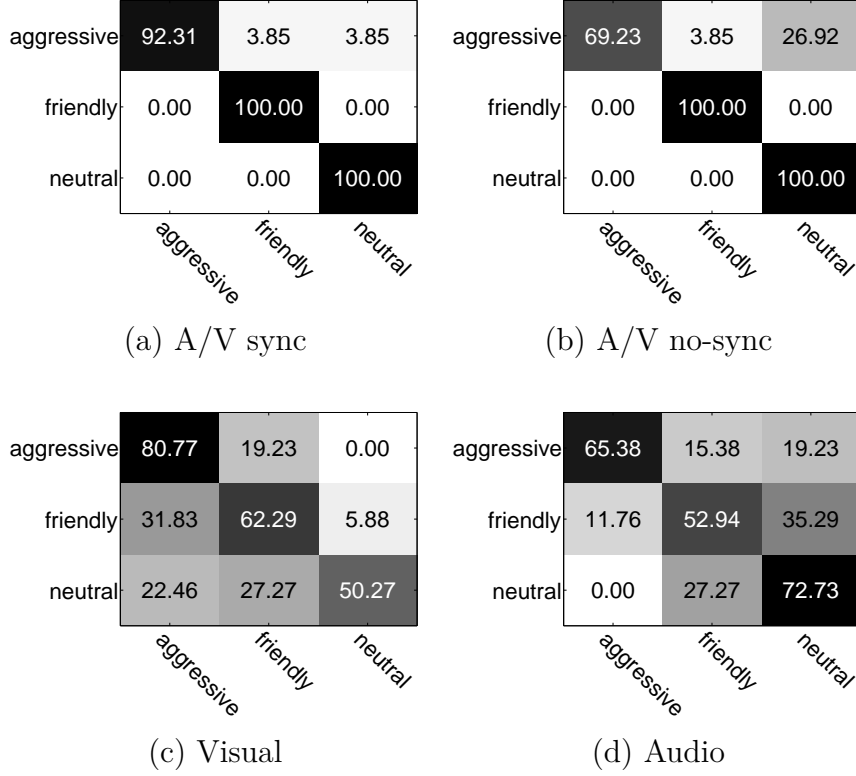 aggressive 92.31 3.85 3.85
friendly 0.00 100.00 0.00
neutral 0.00 0.00 100.00
aggressive friendly neutral
(a) A/V sync
aggressive 69.23 3.85 26.92
friendly 0.00 100.00 0.00
neutral 0.00 0.00 100.00
aggressive friendly neutral
(b) A/V no-sync
aggressive 80.77 19.23 0.00
friendly 31.83 62.29 5.88
neutral 22.46 27.27 50.27
aggressive friendly neutral
(c) Visual
aggressive 65.38 15.38 19.23
friendly 11.76 52.94 35.29
neutral 0.00 27.27 72.73
aggressive friendly neutral
(d) Audio